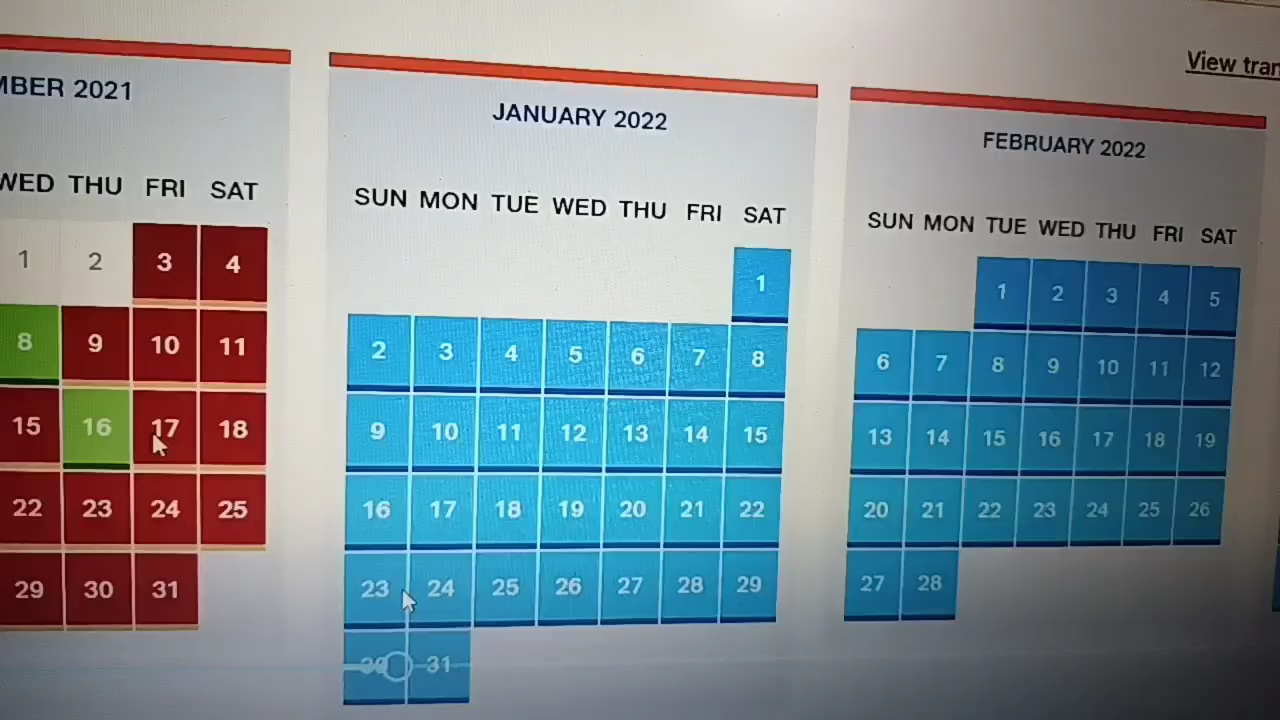 View tran
MBER 2021
WED THU FRI SAT
1 2 3 4
8 9 10 11
15 16 17 18
22 23 24 25
29 30 31
JANUARY 2022
SUN MON TUE WED THU FRI SAT
1
2 3 4 5 6 7 8
9 10 11 12 13 14 15
16 17 18 19 20 21 22
23 24 25 26 27 28 29
30 31
FEBRUARY 2022
SUN MON TUE WED THU FRI SAT
1 2 3 4 5
6 7 8 9 10 11 12
13 14 15 16 17 18 19
20 21 22 23 24 25 26
27 28